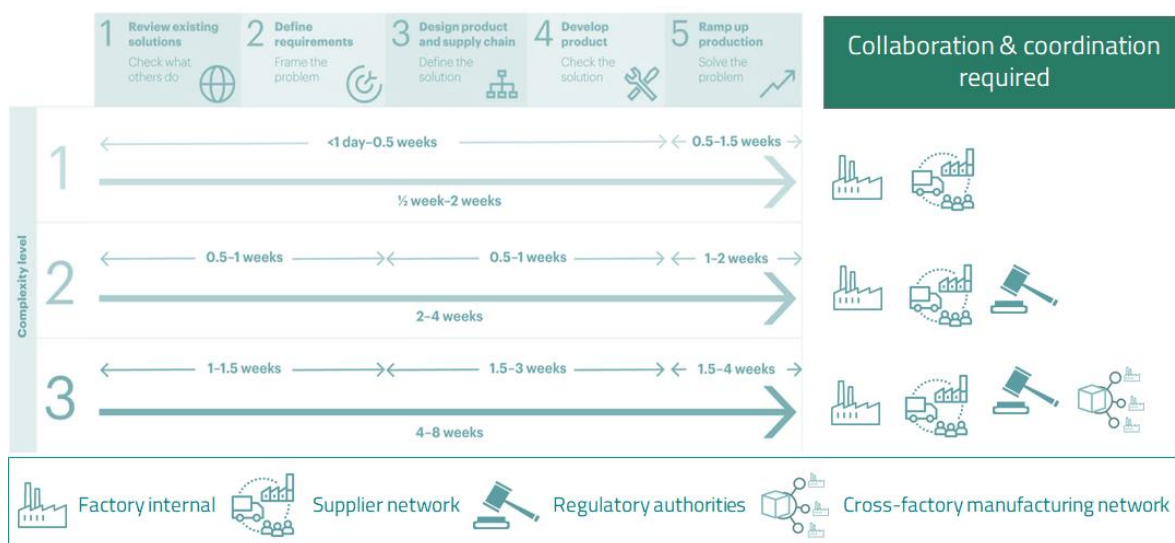 1 Review existing
solutions
Check what
others do
2 Define
requirements
Frame the
problem
3 Design product
and supply chain
Define the
solution
4 Develop
product
Check the
solution
5 Ramp up
production
Solve the
problem
Collaboration & coordination
required
Complexity level
1
<1 day–0.5 weeks
0.5–1.5 weeks
½ week–2 weeks
2
0.5–1 weeks
0.5–1 weeks
1–2 weeks
2–4 weeks
3
1–1.5 weeks
1.5–3 weeks
1.5–4 weeks
4–8 weeks
Factory internal
Supplier network
Regulatory authorities
Cross-factory manufacturing network